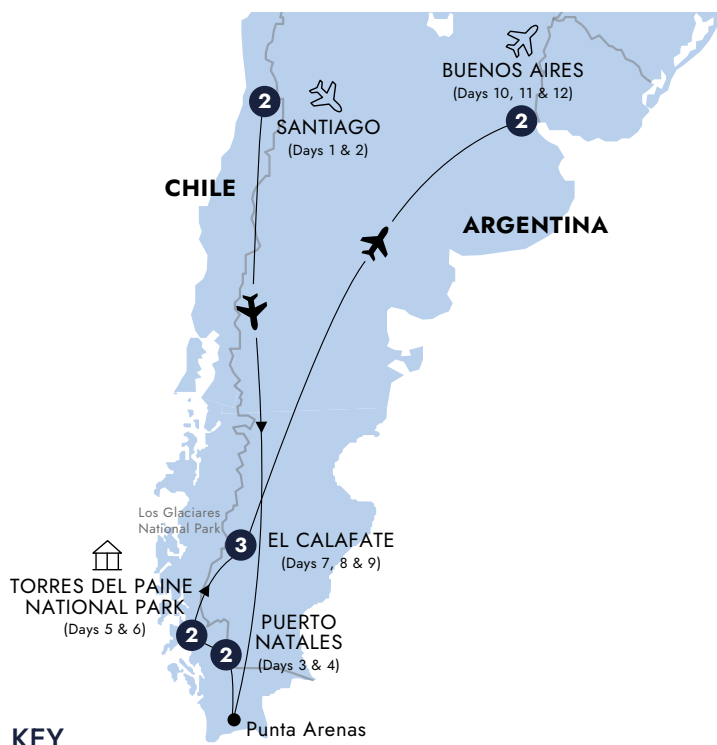 BUENOS AIRES
(Days 10, 11 & 12)
2
2
SANTIAGO
(Days 1 & 2)
CHILE
ARGENTINA
Los Glaciares
National Park
3
EL CALAFATE
(Days 7, 8 & 9)
TORRES DEL PAINE
NATIONAL PARK
(Days 5 & 6)
2
PUERTO
NATALES
(Days 3 & 4)
2
Punta Arenas
KEY